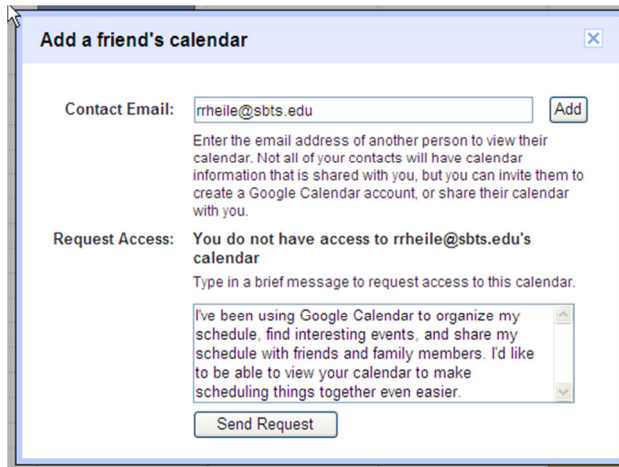 Add a friend's calendar
Contact Email: rrheile@sbts.edu Add
Enter the email address of another person to view their
calendar. Not all of your contacts will have calendar
information that is shared with you, but you can invite them to
create a Google Calendar account, or share their calendar
with you.
Request Access: You do not have access to rrheile@sbts.edu's
calendar
Type in a brief message to request access to this calendar.
I've been using Google Calendar to organize my
schedule, find interesting events, and share my
schedule with friends and family members. I'd like
to be able to view your calendar to make
scheduling things together even easier.
Send Request